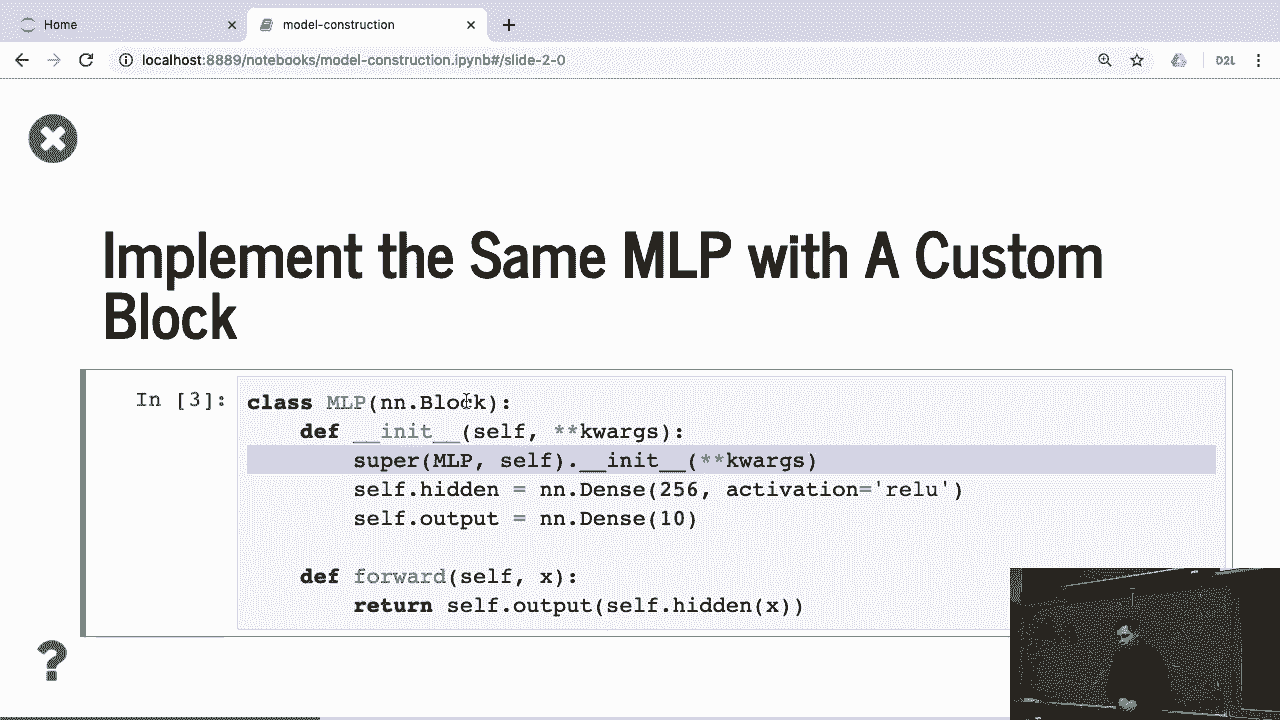 Home
model-construction
localhost:8889/notebooks/model-construction.ipynb#/slide-2-0
D2L
Implement the Same MLP with A Custom
Block
In [3]:
class MLP(nn.Block):
    def __init__(self, **kwargs):
        super(MLP, self).__init__(**kwargs)
        self.hidden = nn.Dense(256, activation='relu')
        self.output = nn.Dense(10)
    def forward(self, x):
        return self.output(self.hidden(x))
?